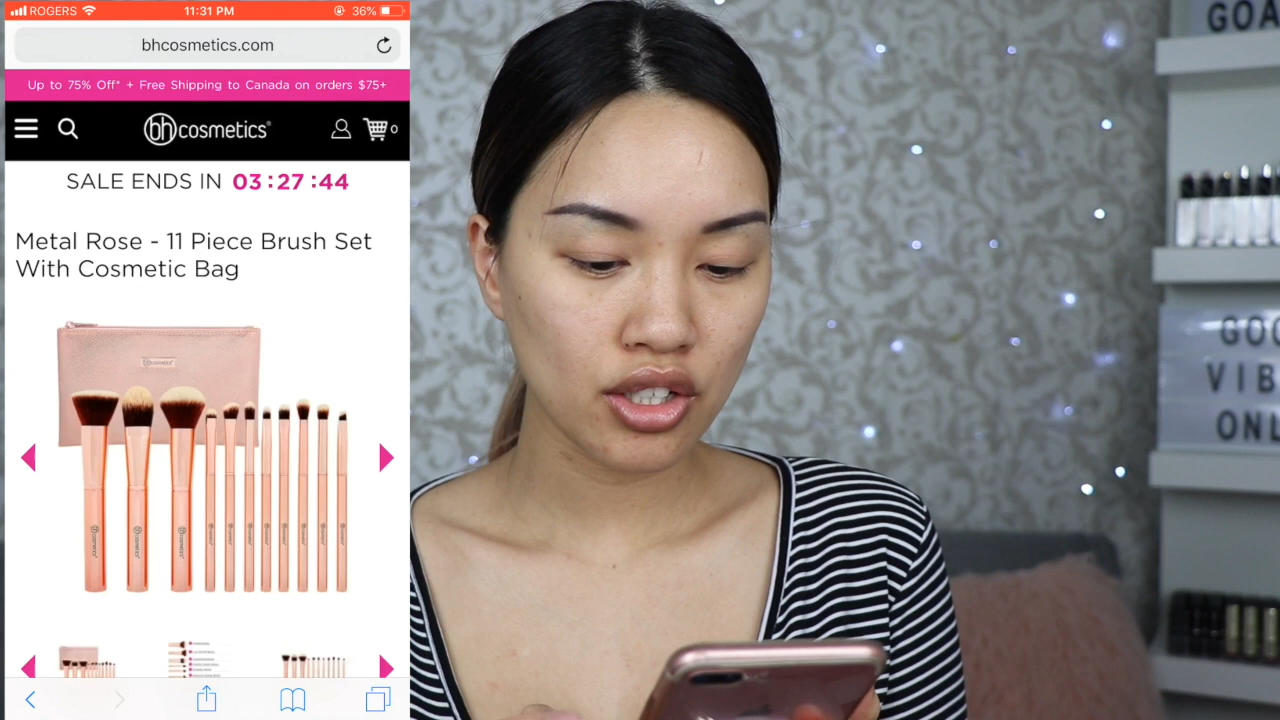 ROGERS 11:31 PM 36%
bhcosmetics.com
Up to 75% Off* + Free Shipping to Canada on orders $75+
bhcosmetics® 0
SALE ENDS IN 03:27:44
Metal Rose - 11 Piece Brush Set
With Cosmetic Bag
GOA
GOO
VIB
ONL